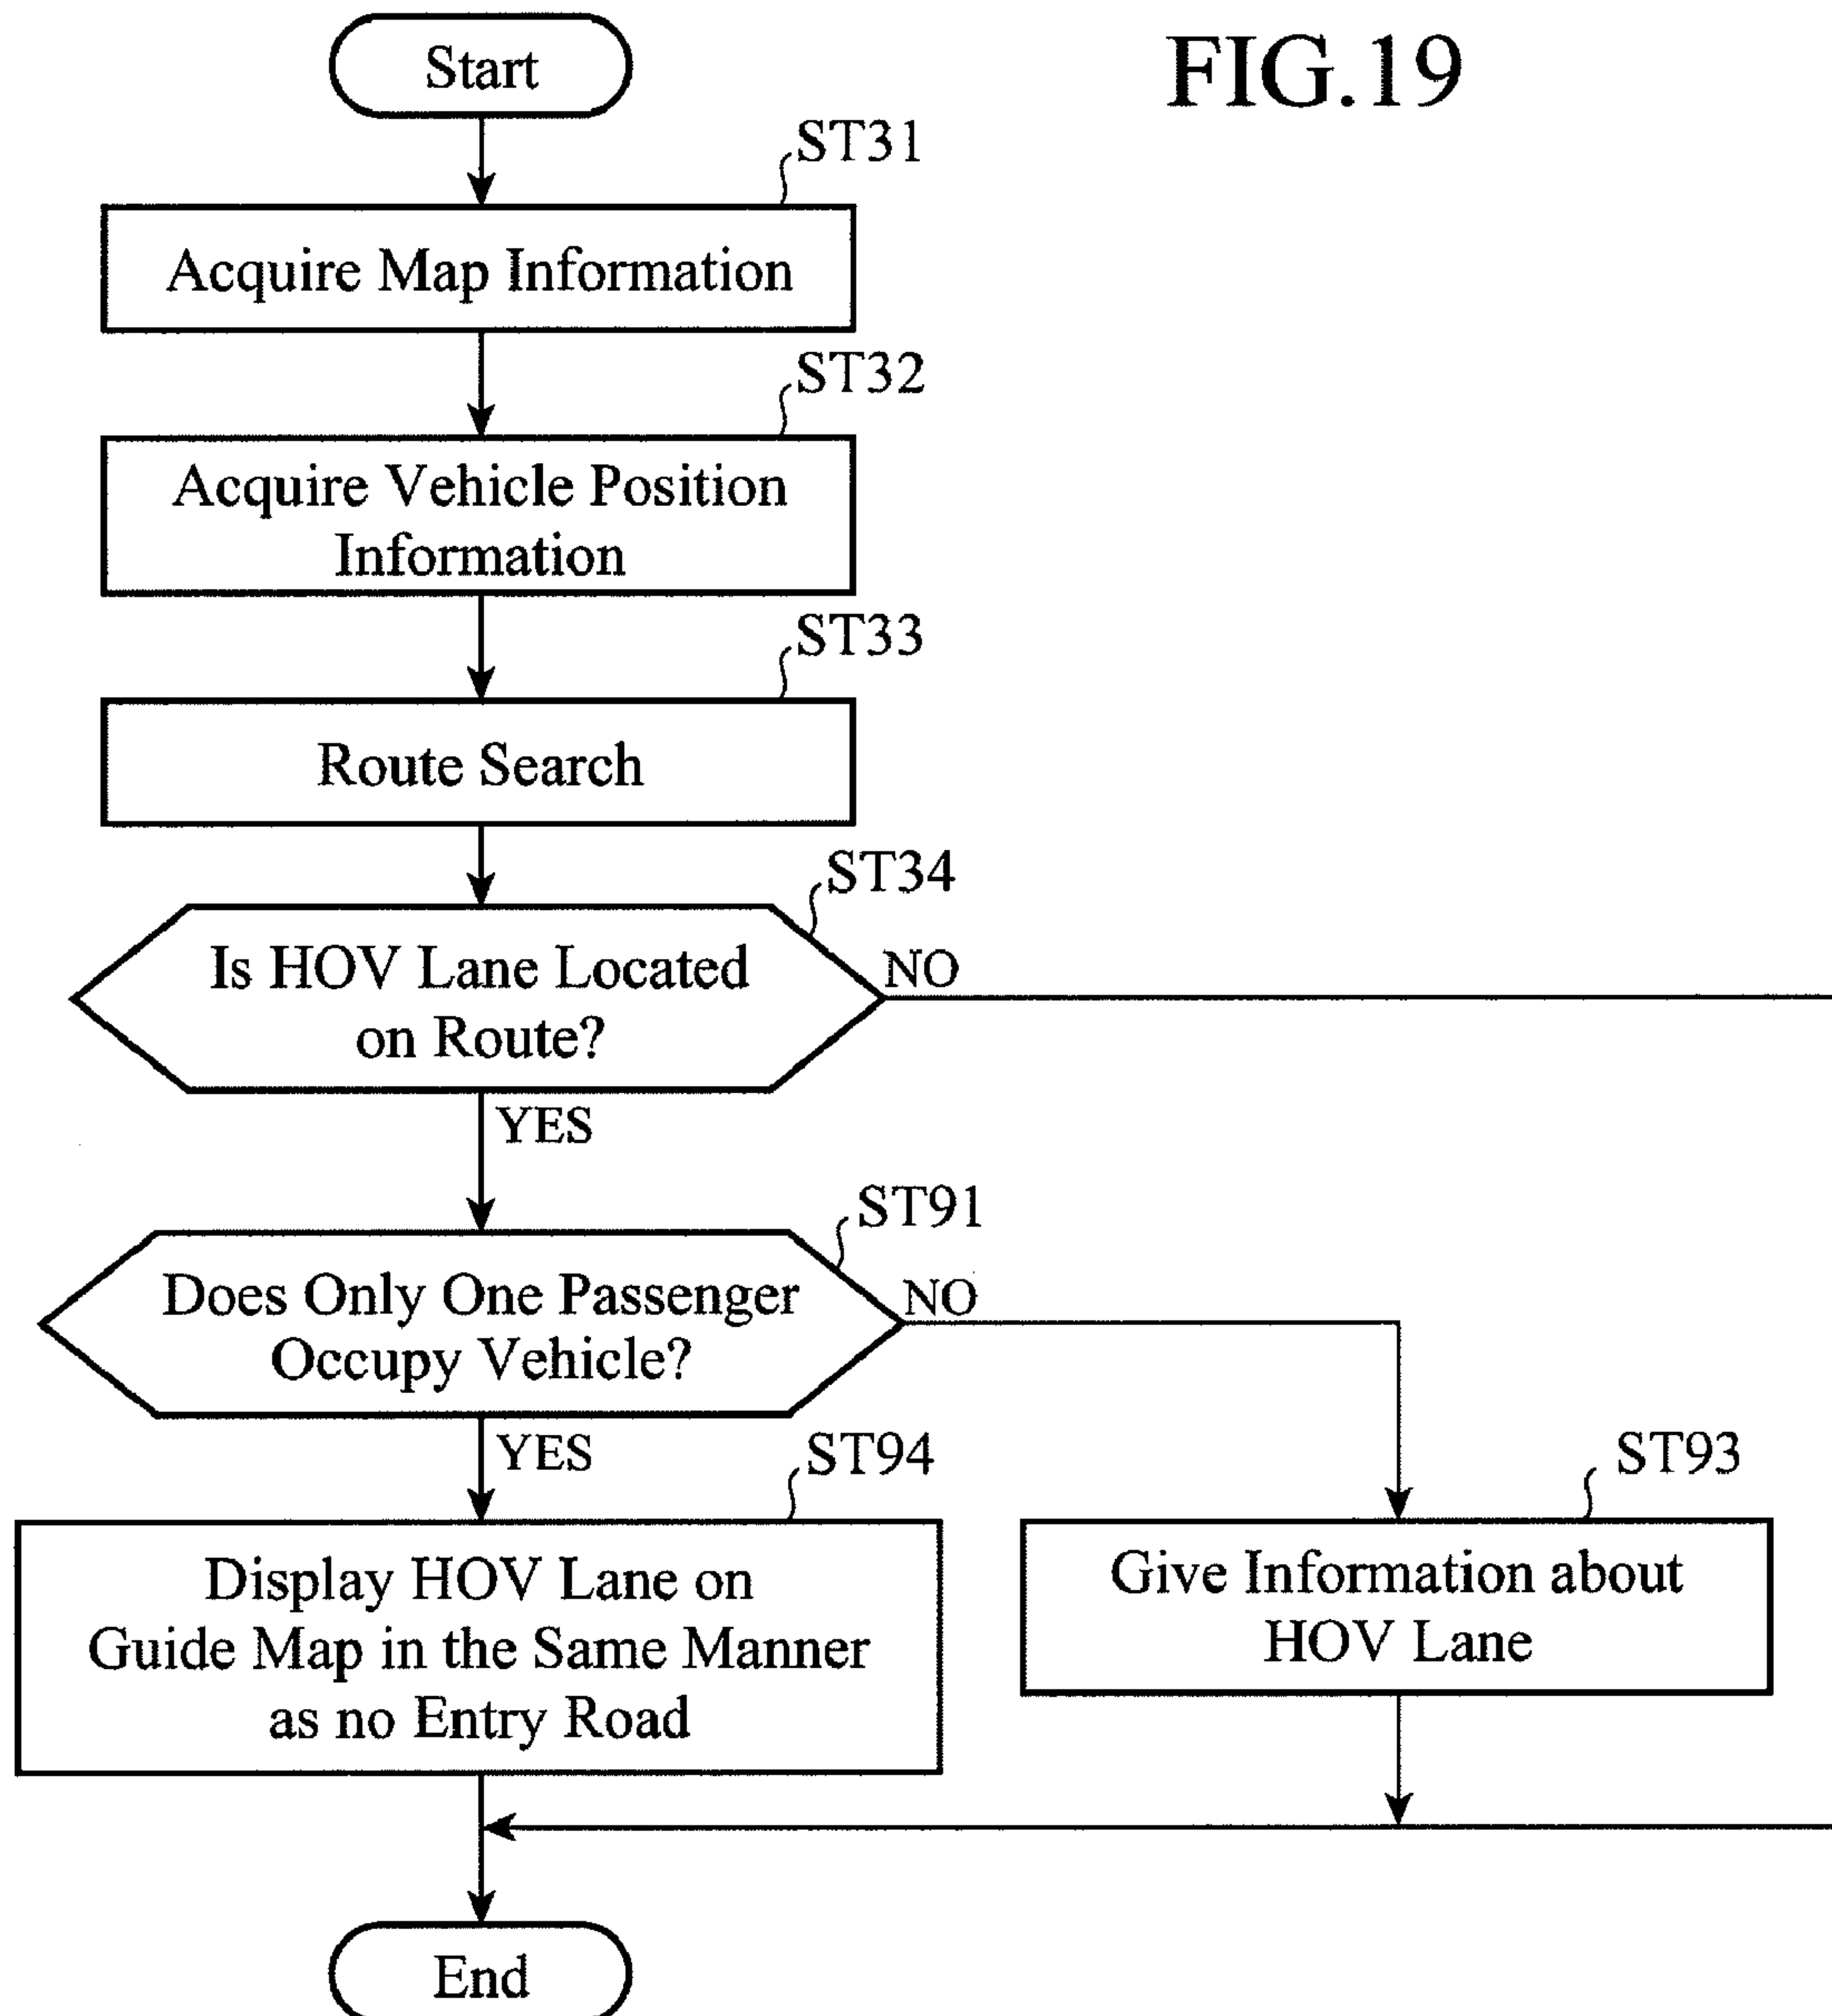 FIG.19
Start
ST31
Acquire Map Information
ST32
Acquire Vehicle Position
Information
ST33
Route Search
ST34
Is HOV Lane Located
on Route?
NO
YES
ST91
Does Only One Passenger
Occupy Vehicle?
NO
YES
ST94
Display HOV Lane on
Guide Map in the Same Manner
as no Entry Road
ST93
Give Information about
HOV Lane
End